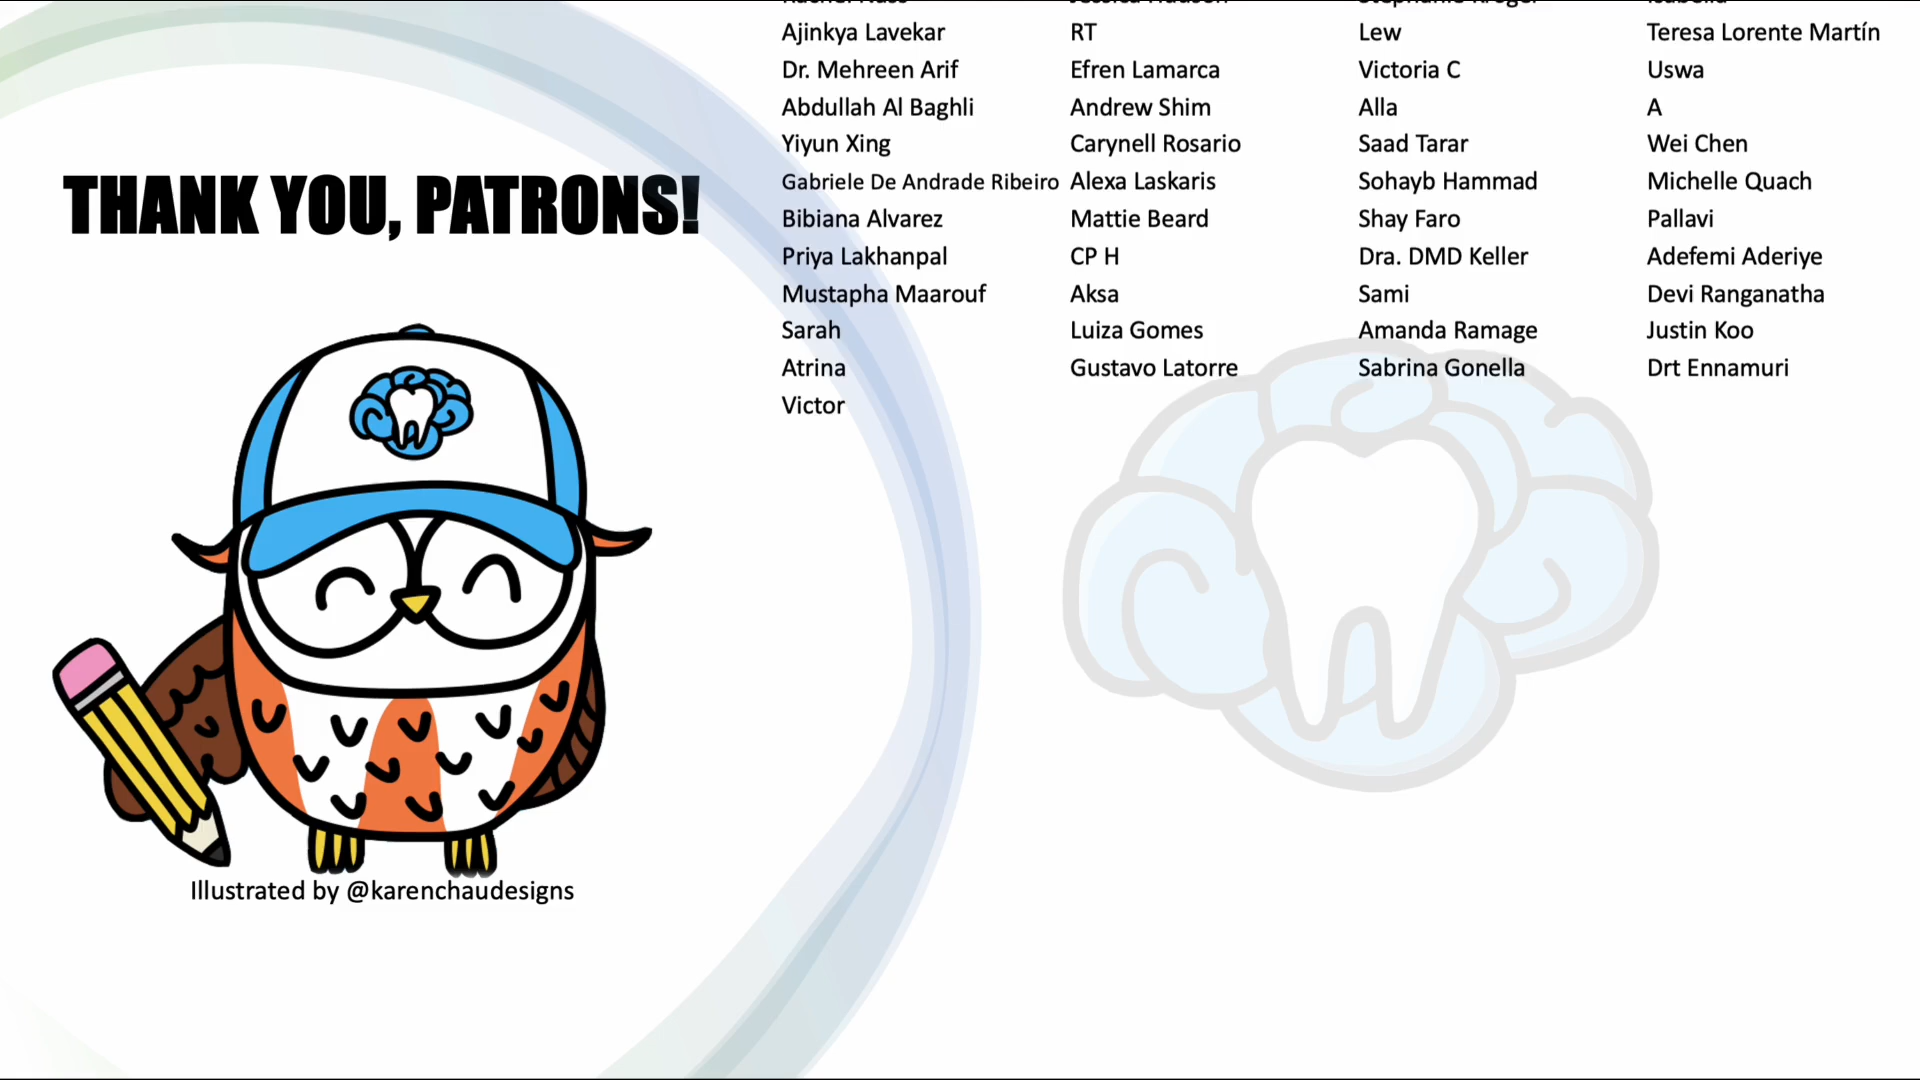 THANK YOU, PATRONS!
Illustrated by @karenchaudesigns
Ajinkya Lavekar RT Lew Teresa Lorente Martín
Dr. Mehreen Arif Efren Lamarca Victoria C Uswa
Abdullah Al Baghli Andrew Shim Alla A
Yiyun Xing Carynell Rosario Saad Tarar Wei Chen
Gabriele De Andrade Ribeiro Alexa Laskaris Sohayb Hammad Michelle Quach
Bibiana Alvarez Mattie Beard Shay Faro Pallavi
Priya Lakhanpal CP H Dra. DMD Keller Adefemi Aderiye
Mustapha Maarouf Aksa Sami Devi Ranganatha
Sarah Luiza Gomes Amanda Ramage Justin Koo
Atrina Gustavo Latorre Sabrina Gonella Drt Ennamuri
Victor